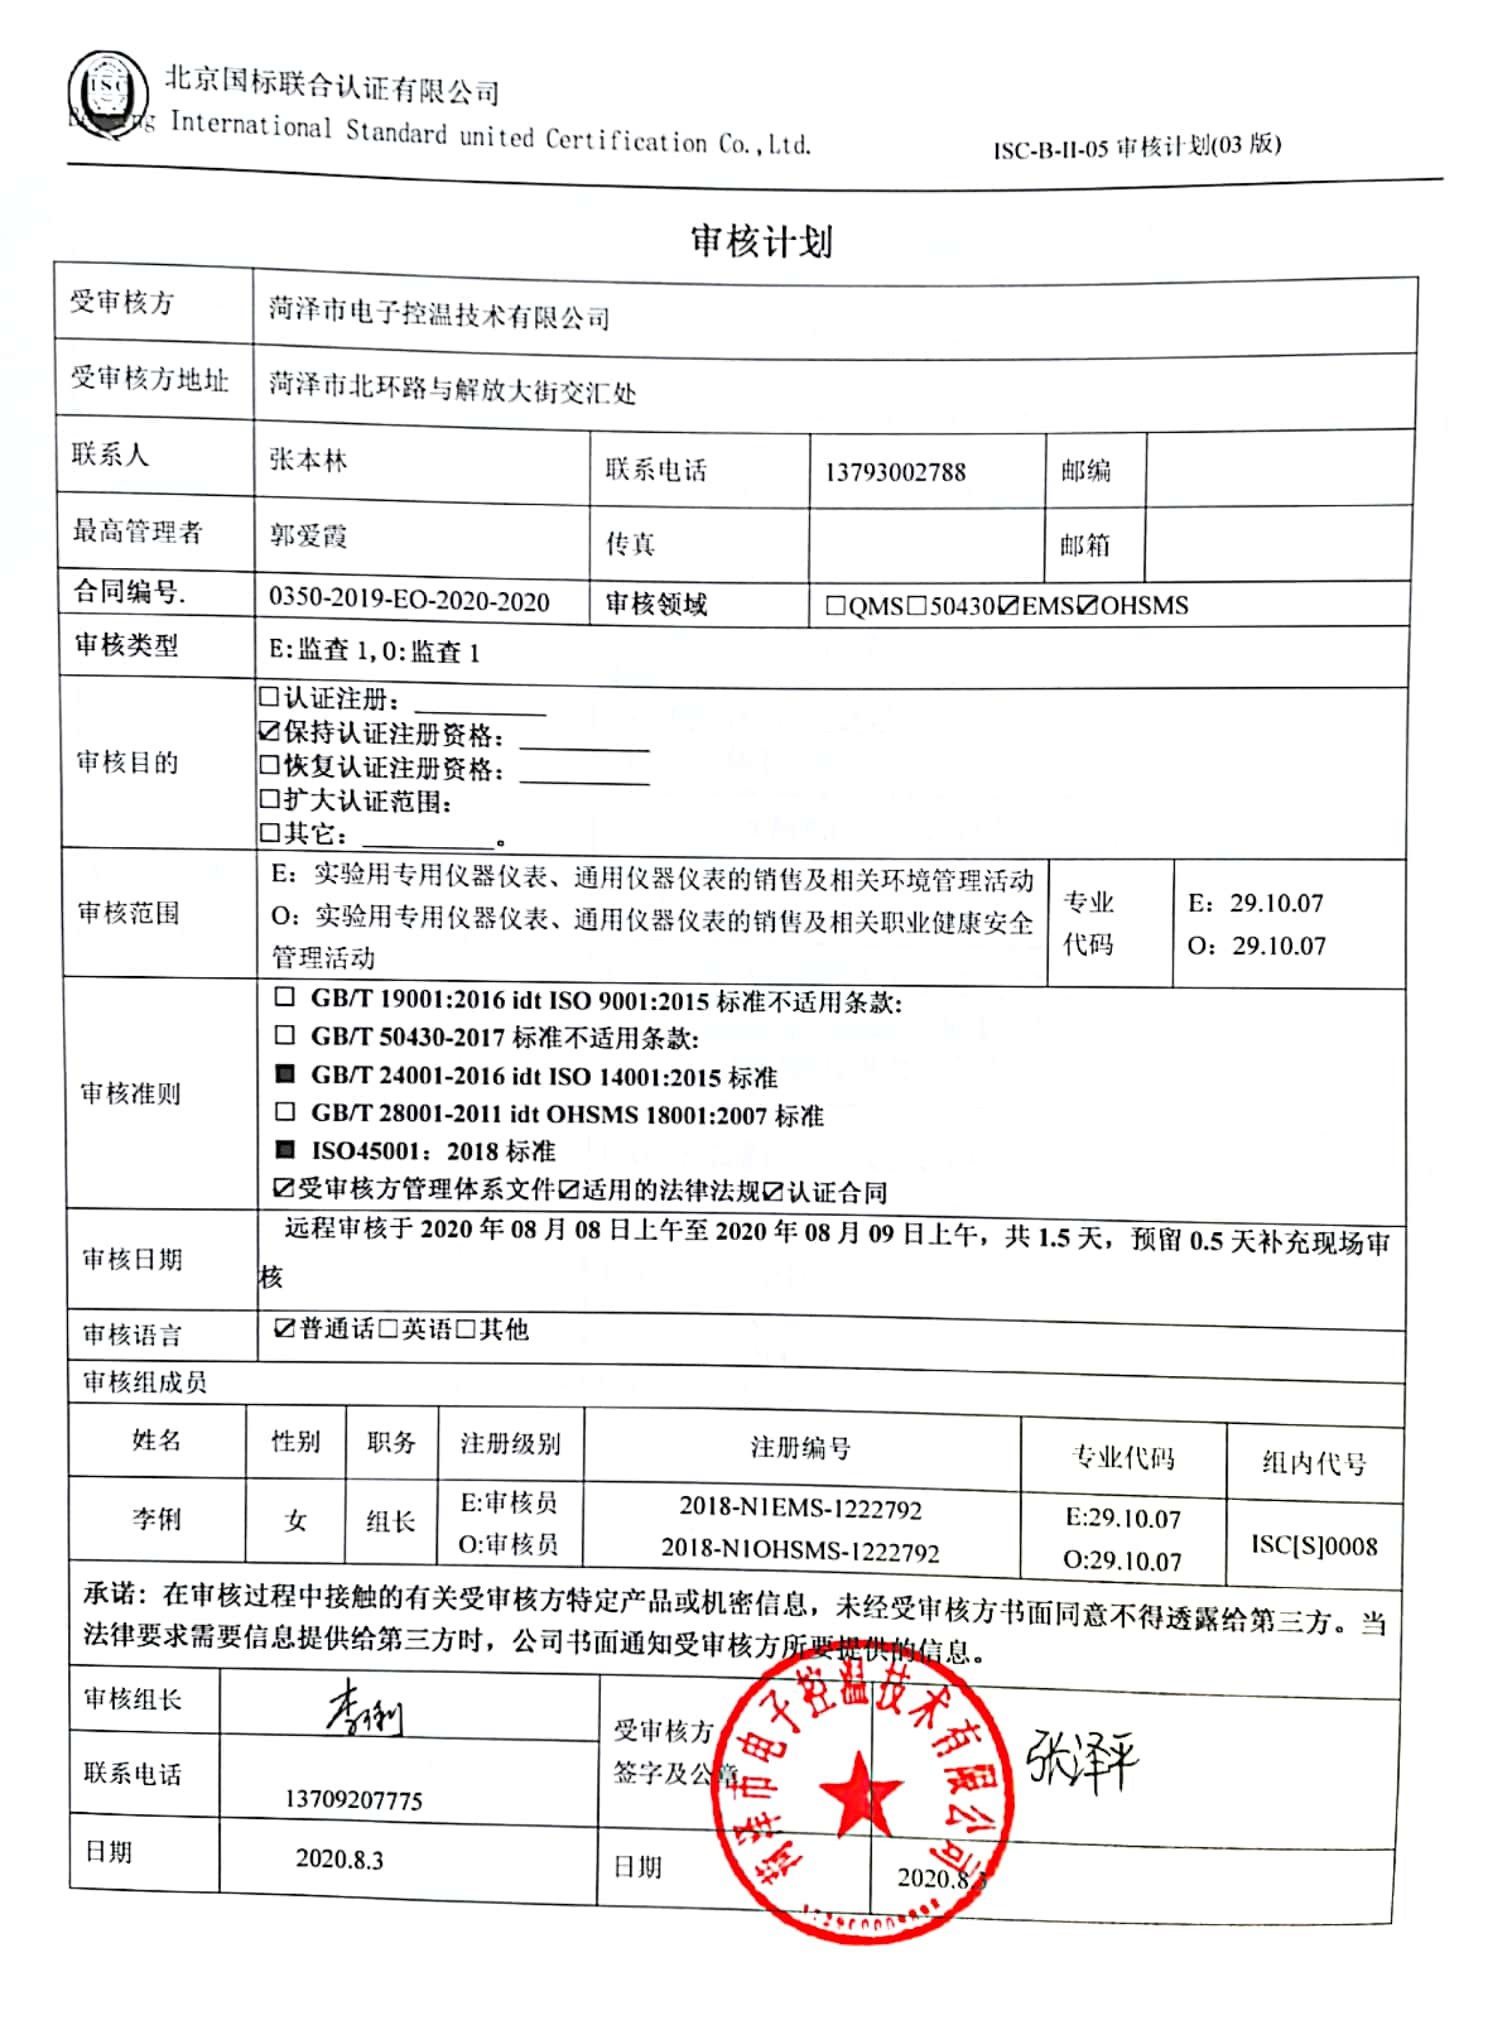 ISC
北京国标联合认证有限公司
Beijing International Standard united Certification Co.,Ltd.
ISC-B-II-05 审核计划(03 版)
审核计划
受审核方 菏泽市电子控温技术有限公司
受审核方地址 菏泽市北环路与解放大街交汇处
联系人 张本林 联系电话 13793002788 邮编
最高管理者 郭爱霞 传真 邮箱
合同编号. 0350-2019-EO-2020-2020 审核领域 □QMS□50430☑EMS☑OHSMS
审核类型 E:监查 1,O:监查 1
审核目的
□认证注册：
☑保持认证注册资格：
□恢复认证注册资格：
□扩大认证范围：
□其它： 。
审核范围
E：实验用专用仪器仪表、通用仪器仪表的销售及相关环境管理活动
O：实验用专用仪器仪表、通用仪器仪表的销售及相关职业健康安全
管理活动
专业
代码
E：29.10.07
O：29.10.07
审核准则
□ GB/T 19001:2016 idt ISO 9001:2015 标准不适用条款:
□ GB/T 50430-2017 标准不适用条款:
■ GB/T 24001-2016 idt ISO 14001:2015 标准
□ GB/T 28001-2011 idt OHSMS 18001:2007 标准
■ ISO45001：2018 标准
☑受审核方管理体系文件☑适用的法律法规☑认证合同
审核日期
远程审核于 2020 年 08 月 08 日上午至 2020 年 08 月 09 日上午，共 1.5 天，预留 0.5 天补充现场审
核
审核语言 ☑普通话□英语□其他
审核组成员
姓名 性别 职务 注册级别 注册编号 专业代码 组内代号
李俐 女 组长
E:审核员 2018-N1EMS-1222792 E:29.10.07
O:审核员 2018-N1OHSMS-1222792 O:29.10.07
ISC[S]0008
承诺：在审核过程中接触的有关受审核方特定产品或机密信息，未经受审核方书面同意不得透露给第三方。当
法律要求需要信息提供给第三方时，公司书面通知受审核方所要提供的信息。
审核组长 李俐
受审核方
签字及公章
张泽平
联系电话 13709207775
日期 2020.8.3 日期 2020.8.3
菏泽市电子控温技术有限公司